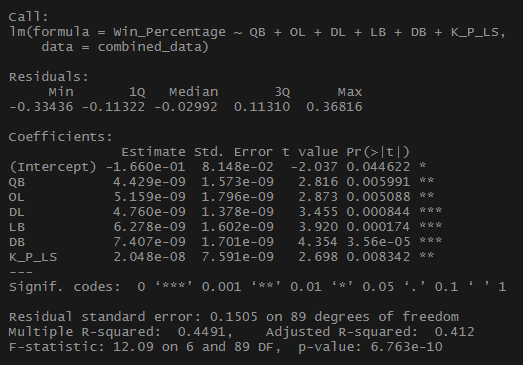 Call:
lm(formula = Win_Percentage ~ QB + OL + DL + LB + DB + K_P_LS,
    data = combined_data)

Residuals:
     Min       1Q   Median       3Q      Max
-0.33436 -0.11322 -0.02992  0.11310  0.36816

Coefficients:
              Estimate Std. Error t value Pr(>|t|)
(Intercept) -1.660e-01  8.148e-02  -2.037 0.044622 *
QB           4.429e-09  1.573e-09   2.816 0.005991 **
OL           5.159e-09  1.796e-09   2.873 0.005088 **
DL           4.760e-09  1.378e-09   3.455 0.000844 ***
LB           6.278e-09  1.602e-09   3.920 0.000174 ***
DB           7.407e-09  1.701e-09   4.354 3.56e-05 ***
K_P_LS       2.048e-08  7.591e-09   2.698 0.008342 **
---
Signif. codes:  0 ‘***’ 0.001 ‘**’ 0.01 ‘*’ 0.05 ‘.’ 0.1 ‘ ’ 1

Residual standard error: 0.1505 on 89 degrees of freedom
Multiple R-squared:  0.4491,    Adjusted R-squared:  0.412
F-statistic: 12.09 on 6 and 89 DF,  p-value: 6.763e-10